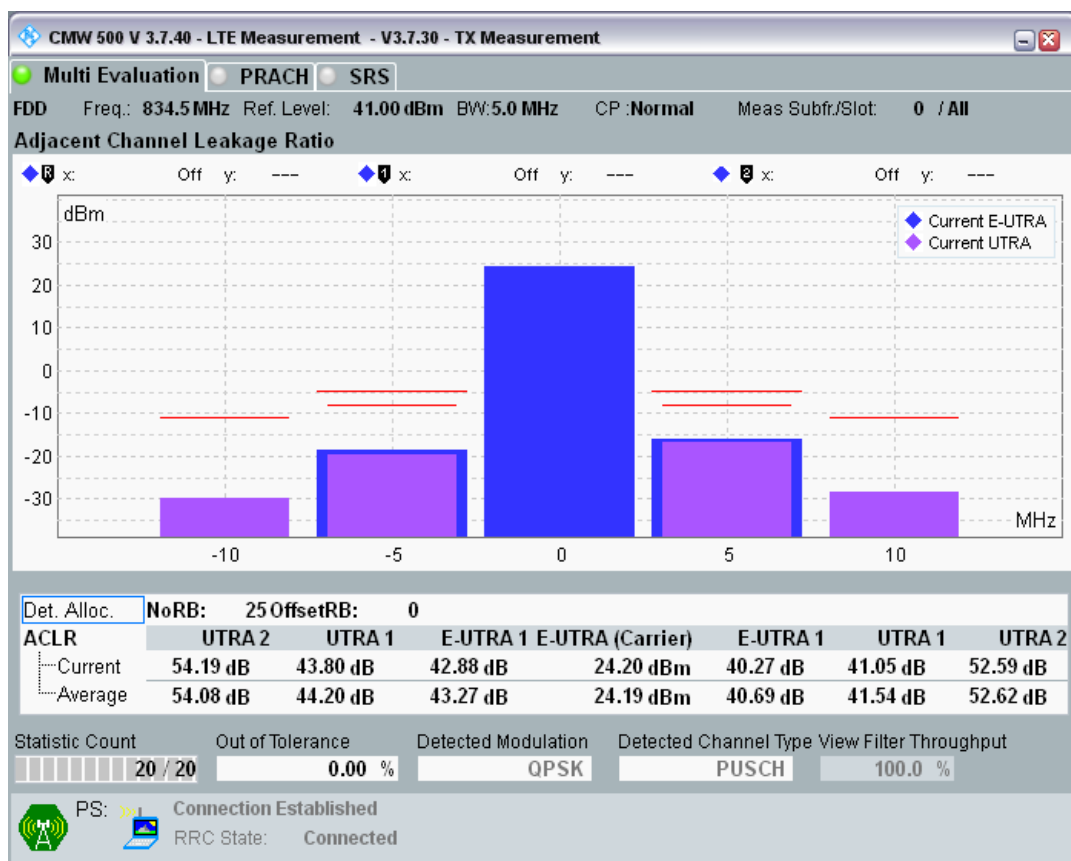 CMW 500 V 3.7.40 - LTE Measurement - V3.7.30 - TX Measurement
Multi Evaluation PRACH SRS
FDD Freq.: 834.5 MHz Ref. Level: 41.00 dBm BW:5.0 MHz CP :Normal Meas Subfr./Slot: 0 / All
Adjacent Channel Leakage Ratio
R x: Off y: --- 1 x: Off y: --- 2 x: Off y: ---
dBm
Current E-UTRA
Current UTRA
30
20
10
0
-10
-20
-30
MHz
-10 -5 0 5 10
Det. Alloc. NoRB: 25 OffsetRB: 0
ACLR UTRA 2 UTRA 1 E-UTRA 1 E-UTRA (Carrier) E-UTRA 1 UTRA 1 UTRA 2
Current 54.19 dB 43.80 dB 42.88 dB 24.20 dBm 40.27 dB 41.05 dB 52.59 dB
Average 54.08 dB 44.20 dB 43.27 dB 24.19 dBm 40.69 dB 41.54 dB 52.62 dB
Statistic Count Out of Tolerance Detected Modulation Detected Channel Type View Filter Throughput
20 / 20 0.00 % QPSK PUSCH 100.0 %
PS: Connection Established
RRC State: Connected